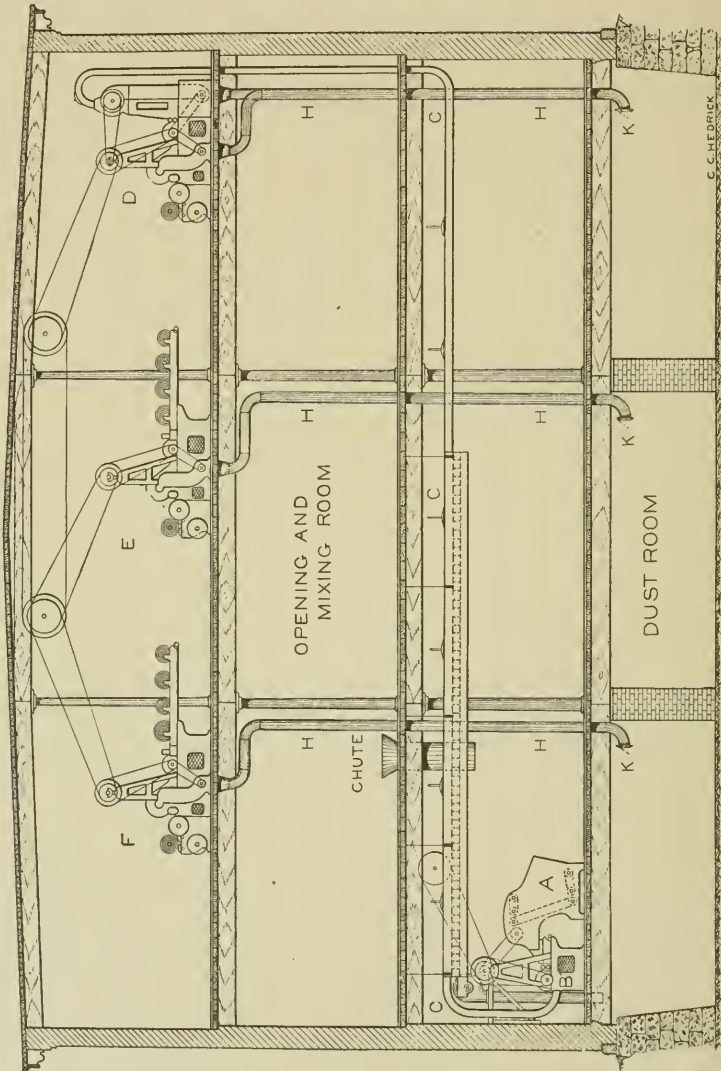 F E D
H H H
OPENING AND
MIXING ROOM
CHUTE
C C C
A H H H
B
K K K
DUST ROOM
C.C.HEDRICK